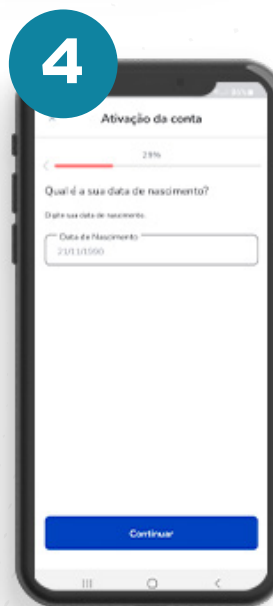 4
Ativação da conta
29%
Qual é a sua data de nascimento?
Digite sua data de nascimento.
Data de Nascimento
21/11/1990
Continuar